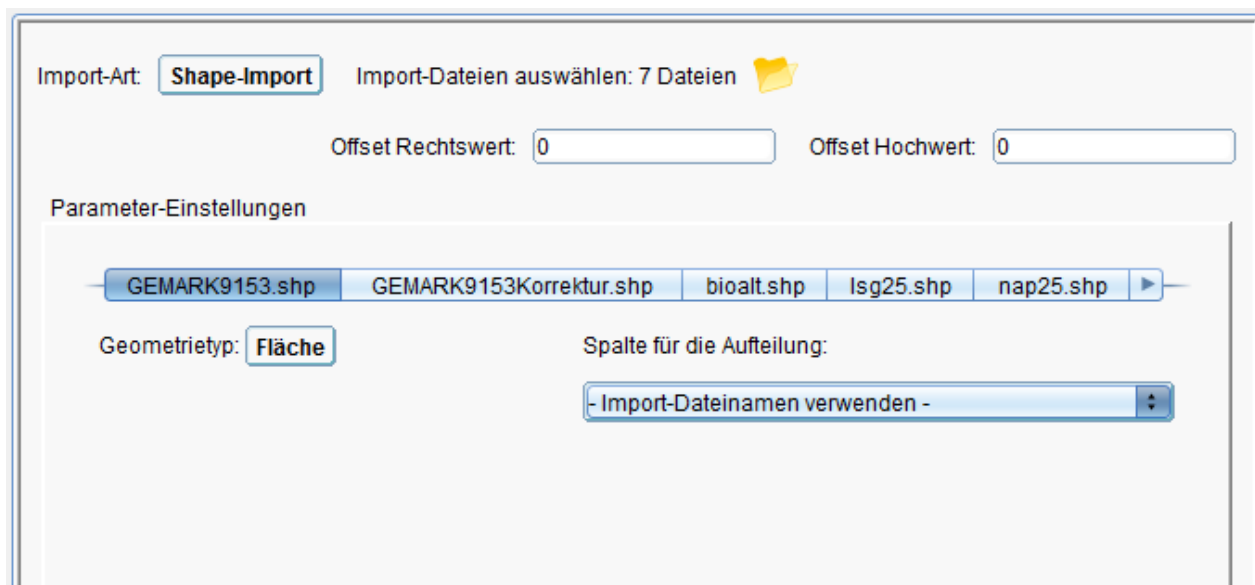 Import-Art: Shape-Import Import-Dateien auswählen: 7 Dateien
Offset Rechtswert: 0 Offset Hochwert: 0
Parameter-Einstellungen
GEMARK9153.shp GEMARK9153Korrektur.shp bioalt.shp lsg25.shp nap25.shp
Geometrietyp: Fläche Spalte für die Aufteilung:
- Import-Dateinamen verwenden -